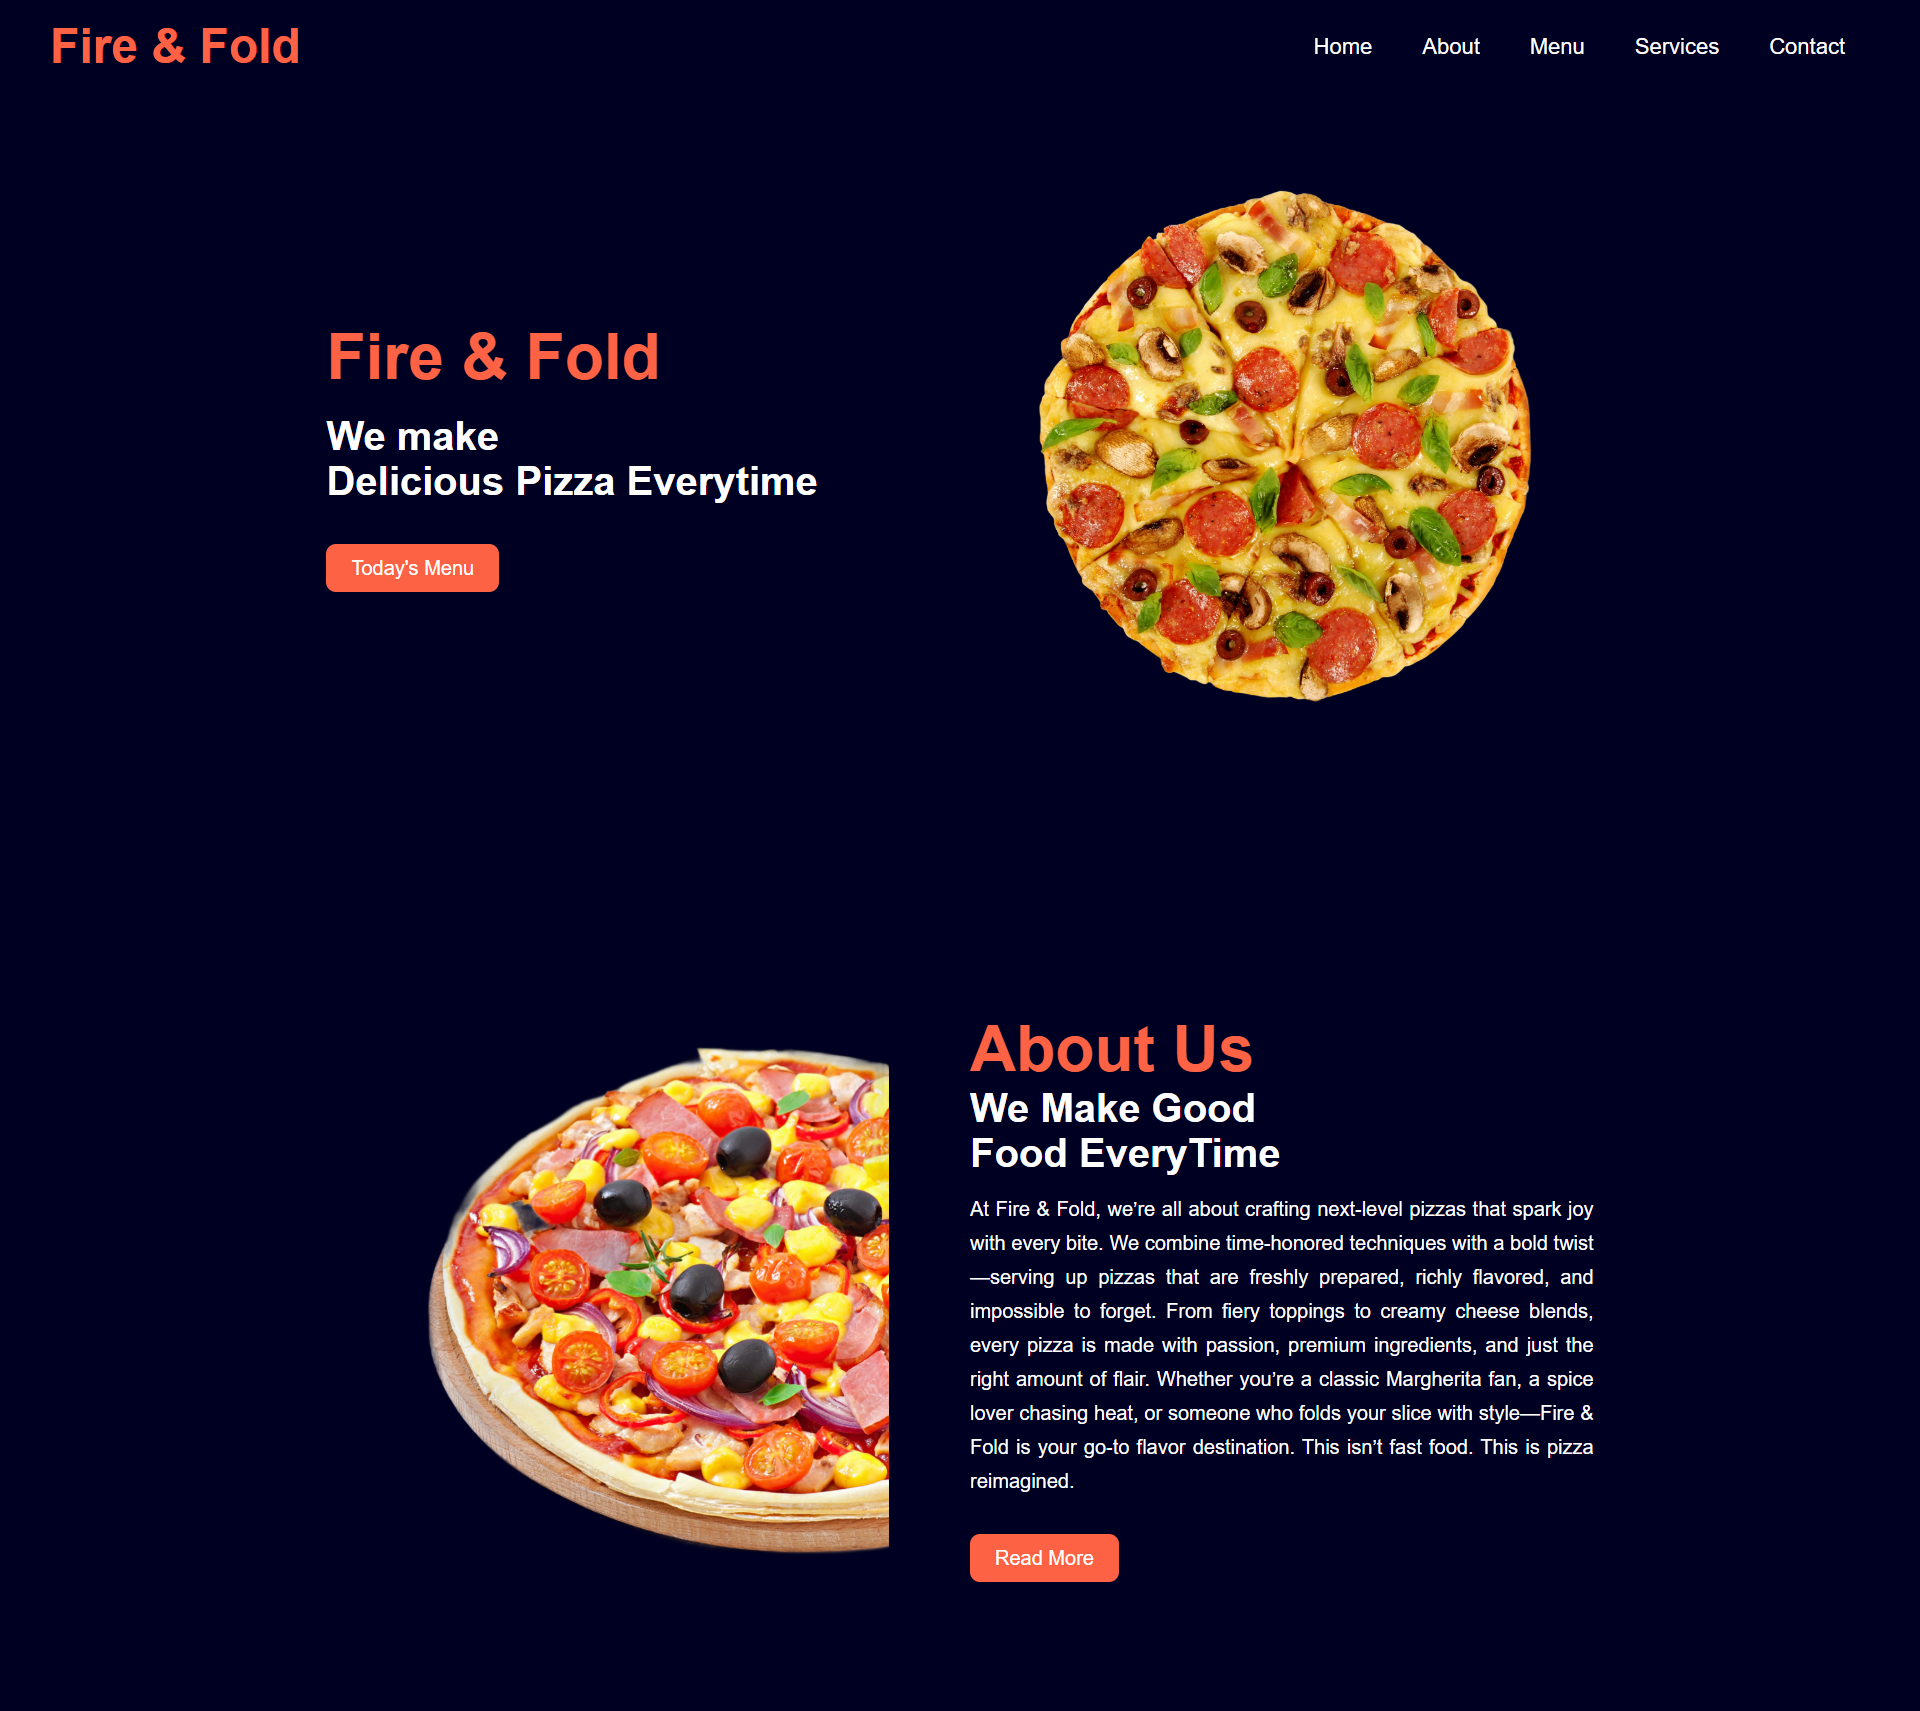 Fire & Fold
Home About Menu Services Contact
Fire & Fold
We make
Delicious Pizza Everytime
Today's Menu
About Us
We Make Good
Food EveryTime
At Fire & Fold, we’re all about crafting next-level pizzas that spark joy
with every bite. We combine time-honored techniques with a bold twist
—serving up pizzas that are freshly prepared, richly flavored, and
impossible to forget. From fiery toppings to creamy cheese blends,
every pizza is made with passion, premium ingredients, and just the
right amount of flair. Whether you’re a classic Margherita fan, a spice
lover chasing heat, or someone who folds your slice with style—Fire &
Fold is your go-to flavor destination. This isn’t fast food. This is pizza
reimagined.
Read More